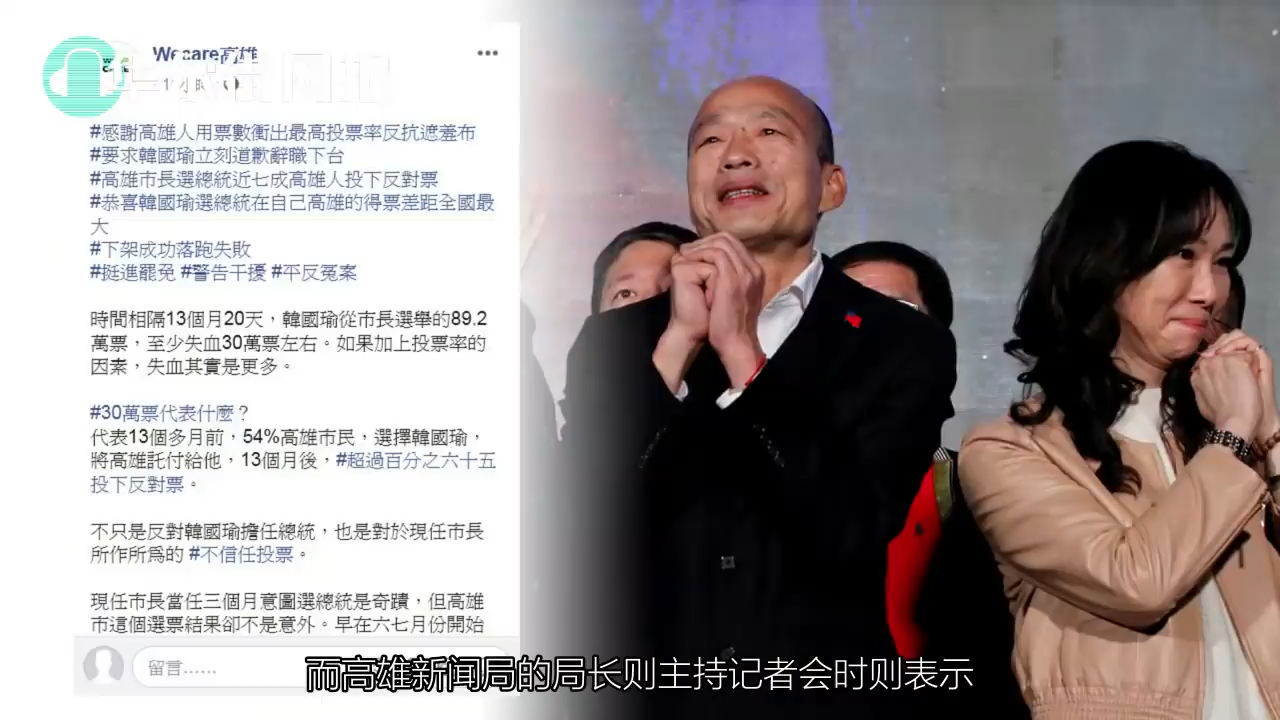 Wecare高雄
#感謝高雄人用票數衝出最高投票率反抗遮羞布
#要求韓國瑜立刻道歉辭職下台
#高雄市長選總統近七成高雄人投下反對票
#恭喜韓國瑜選總統在自己高雄的得票差距全國最
大
#下架成功落跑失敗
#挺進罷免 #警告干擾 #平反冤案
時間相隔13個月20天，韓國瑜從市長選舉的89.2
萬票，至少失血30萬票左右。如果加上投票率的
因素，失血其實是更多。
#30萬票代表什麼？
代表13個多月前，54%高雄市民，選擇韓國瑜，
將高雄託付給他，13個月後，#超過百分之六十五
投下反對票。
不只是反對韓國瑜擔任總統，也是對於現任市長
所作所為的 #不信任投票。
現任市長當任三個月意圖選總統是奇蹟，但高雄
市這個選票結果卻不是意外。早在六七月份開始
留言......
而高雄新闻局的局长则主持记者会时则表示